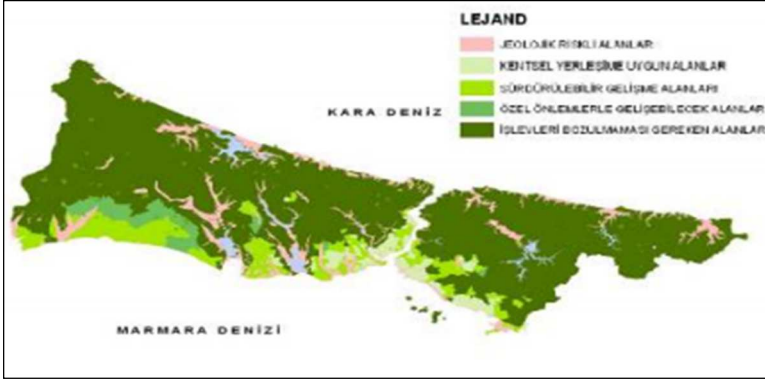 LEJAND
JEOLOJİK RİSKLİ ALANLAR
KENTSEL YERLEŞİME UYGUN ALANLAR
SÜRDÜRÜLEBİLİR GELİŞME ALANLARI
ÖZEL ÖNLEMLERLE GELİŞEBİLECEK ALANLAR
İŞLEVLERİ BOZULMAMASI GEREKEN ALANLAR
KARA DENİZ
MARMARA DENİZİ